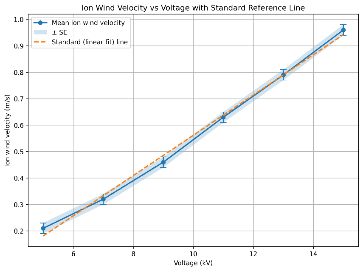 Ion Wind Velocity vs Voltage with Standard Reference Line
Mean ion wind velocity
± SE
Standard (linear fit) line
Ion wind velocity (m/s)
1.0
0.9
0.8
0.7
0.6
0.5
0.4
0.3
0.2
6
8
10
12
14
Voltage (kV)